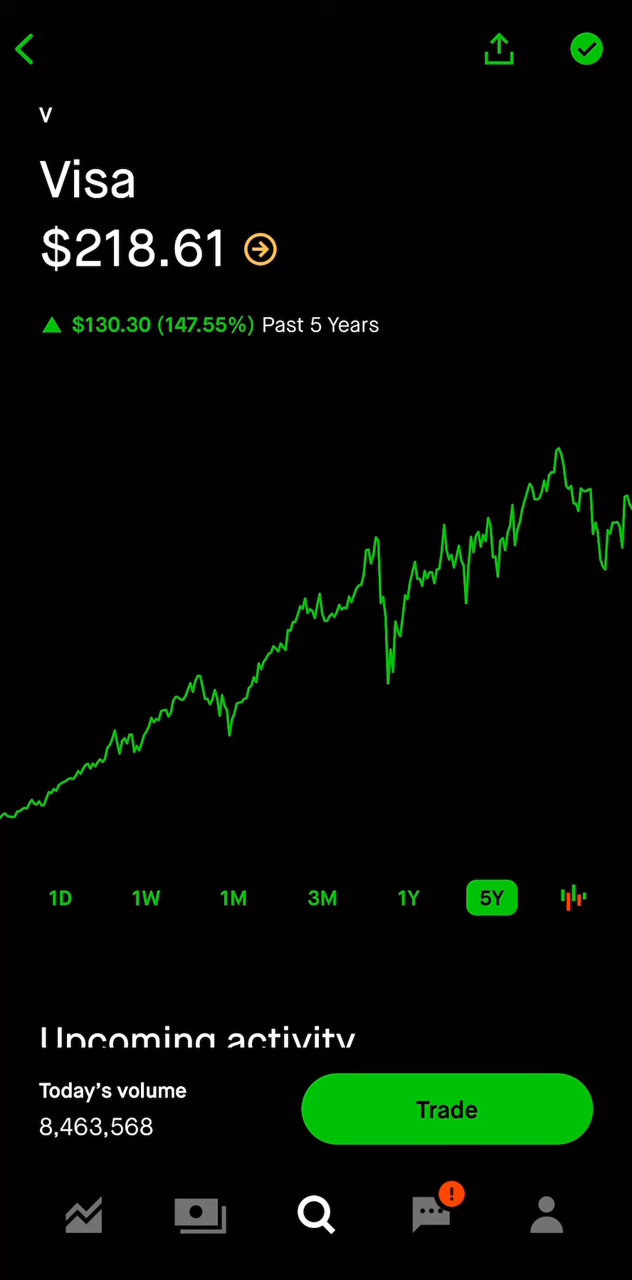 V
Visa
$218.61
$130.30 (147.55%) Past 5 Years
1D 1W 1M 3M 1Y 5Y
Upcoming activity
Today's volume
8,463,568
Trade
!